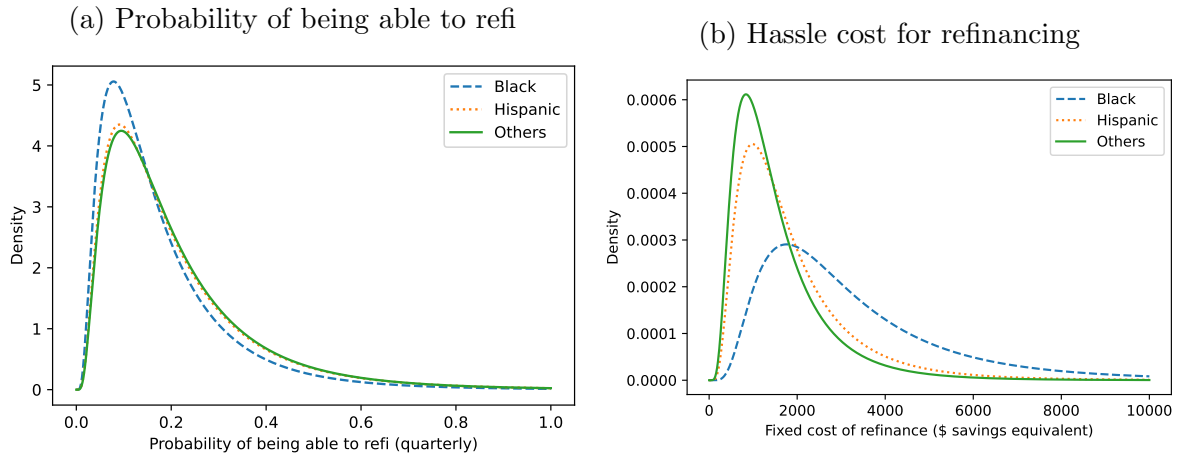 (a) Probability of being able to refi
5
4
3
2
1
0
Density
0.0 0.2 0.4 0.6 0.8 1.0
Probability of being able to refi (quarterly)
Black
Hispanic
Others
(b) Hassle cost for refinancing
0.0006
0.0005
0.0004
0.0003
0.0002
0.0001
0.0000
Density
0 2000 4000 6000 8000 10000
Fixed cost of refinance ($ savings equivalent)
Black
Hispanic
Others